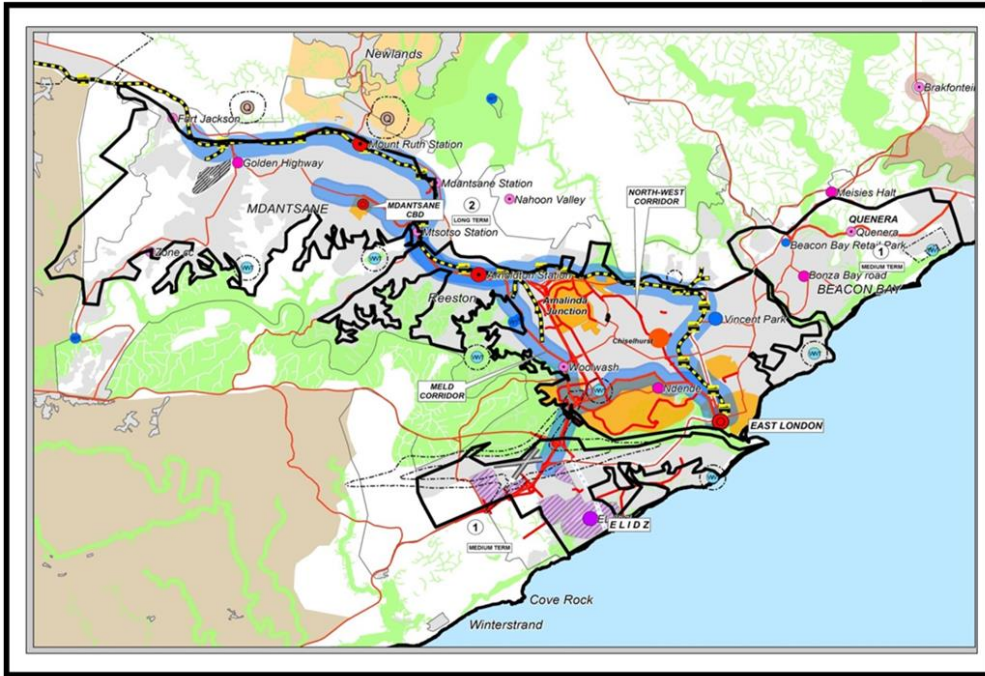 Newlands
Brakfontein
Q
Q
Fort Jackson
Mount Ruth Station
Golden Highway
Mdantsane Station
MDANTSANE
CBD
2
LONG TERM
Nahoon Valley
NORTH-WEST
CORRIDOR
Meisies Halt
MDANTSANE
Mtsotso Station
QUENERA
Quenera
Beacon Bay Retail Park
1
MEDIUM TERM
Bonza Bay road
BEACON BAY
Reeston
Amalinda
Junction
Vincent Park
Chiselhurst
Woolwash
MELD
CORRIDOR
Ndende
EAST LONDON
1
MEDIUM TERM
E L I D Z
Cove Rock
Winterstrand